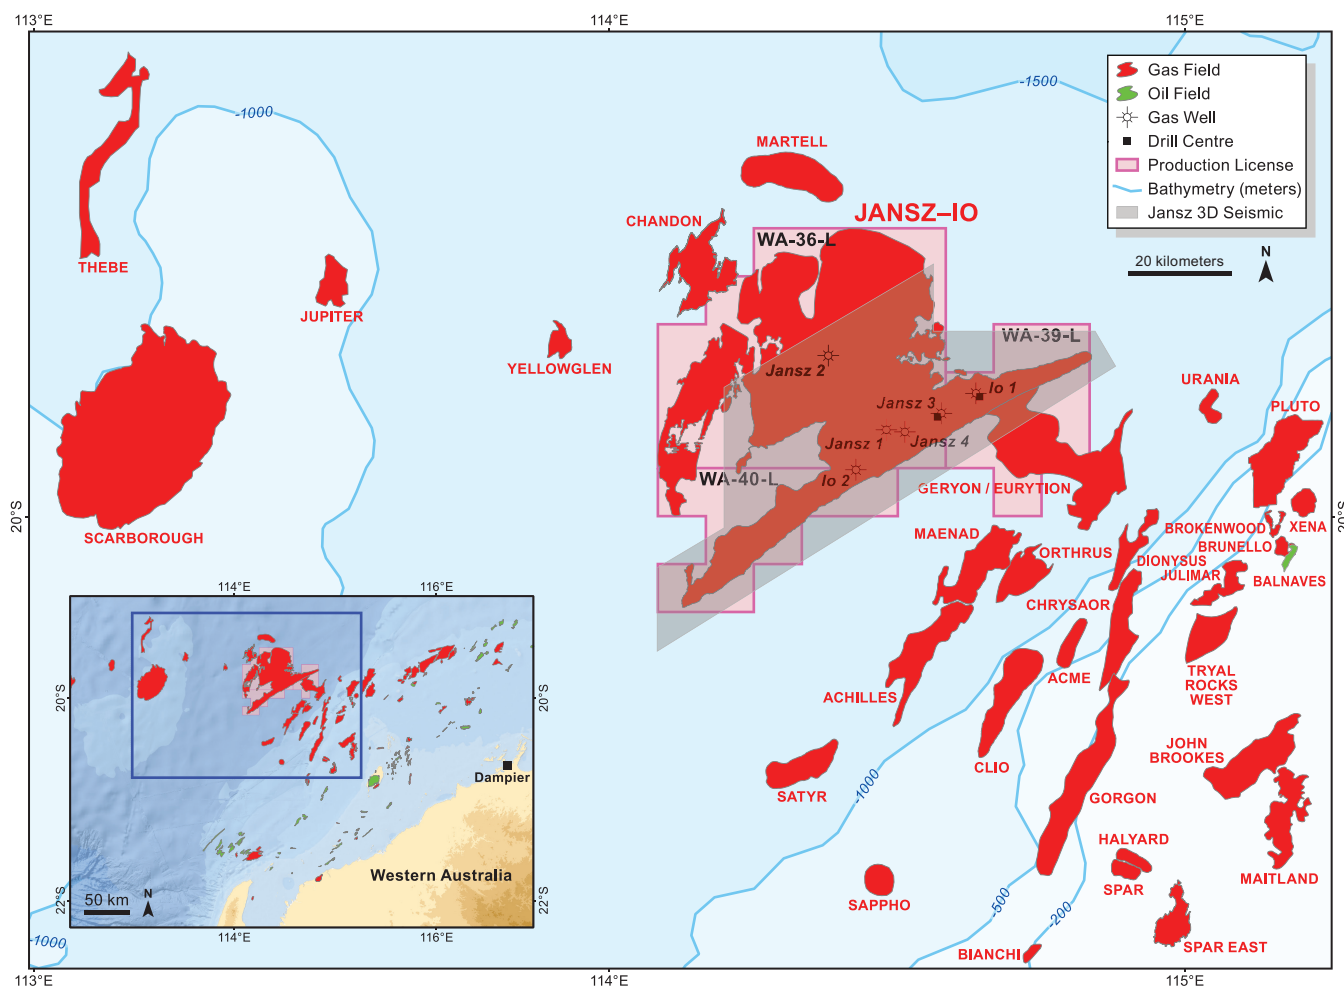 113°E
114°E
115°E
-1000
-1500
Gas Field
Oil Field
Gas Well
Drill Centre
Production License
Bathymetry (meters)
Jansz 3D Seismic
20 kilometers
N
MARTELL
JANSZ–IO
CHANDON
WA-36-L
THEBE
JUPITER
YELLOWGLEN
WA-39-L
Jansz 2
Io 1
Jansz 3
Jansz 1
Jansz 4
URANIA
PLUTO
WA-40-L
Io 2
GERYON / EURYTION
20°S
20°S
SCARBOROUGH
MAENAD
ORTHRUS
BROKENWOOD
XENA
BRUNELLO
DIONYSUS
JULIMAR
BALNAVES
CHRYSAOR
ACHILLES
ACME
TRYAL
ROCKS
WEST
CLIO
JOHN
BROOKES
SATYR
-1000
GORGON
HALYARD
SPAR
MAITLAND
SAPPHO
-500
-200
BIANCHI
SPAR EAST
114°E
116°E
20°S
20°S
Dampier
Western Australia
50 km
N
22°S
22°S
114°E
116°E
-1000
113°E
114°E
115°E